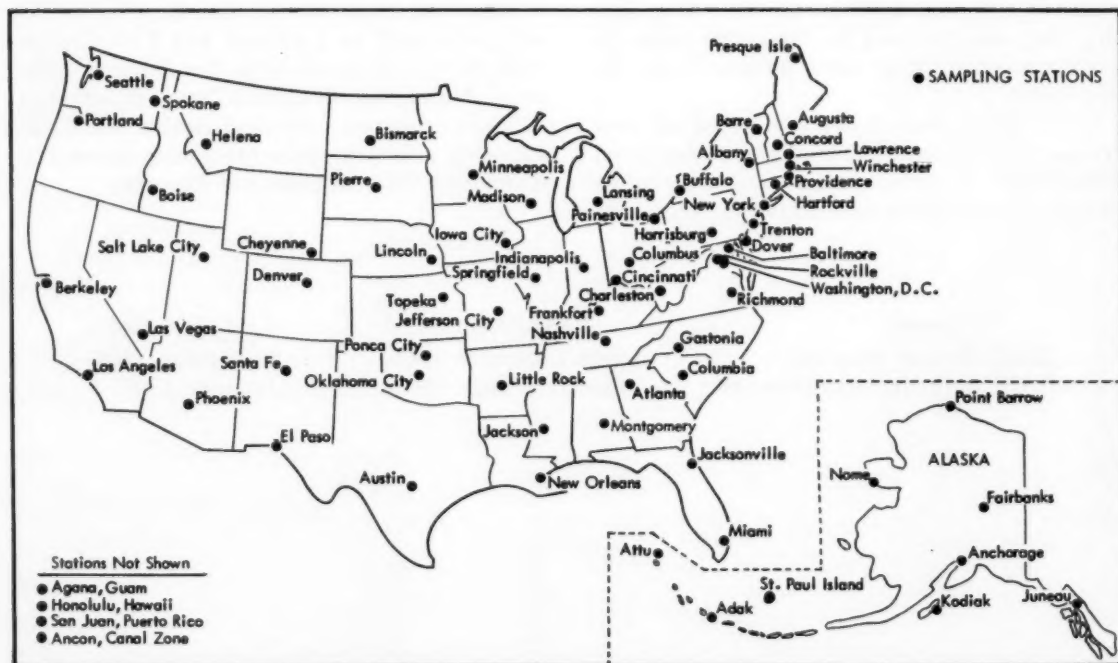 Presque Isle
SAMPLING STATIONS
Seattle
Spokane
Portland
Helena
Bismarck
Barre
Augusta
Concord
Lawrence
Albany
Winchester
Minneapolis
Pierre
Boise
Madison
Lansing
Buffalo
Providence
Painesville
New York
Hartford
Trenton
Iowa City
Harrisburg
Dover
Salt Lake City
Cheyenne
Lincoln
Indianapolis
Columbus
Baltimore
Rockville
Denver
Springfield
Cincinnati
Washington, D.C.
Berkeley
Charleston
Richmond
Topeka
Jefferson City
Frankfort
Las Vegas
Nashville
Gastonia
Ponca City
Los Angeles
Santa Fe
Oklahoma City
Little Rock
Columbia
Atlanta
Phoenix
Point Barrow
El Paso
Jackson
Montgomery
Jacksonville
ALASKA
Austin
New Orleans
Nome
Fairbanks
Miami
Attu
Anchorage
St. Paul Island
Adak
Kodiak
Juneau
Stations Not Shown
Agana, Guam
Honolulu, Hawaii
San Juan, Puerto Rico
Ancon, Canal Zone